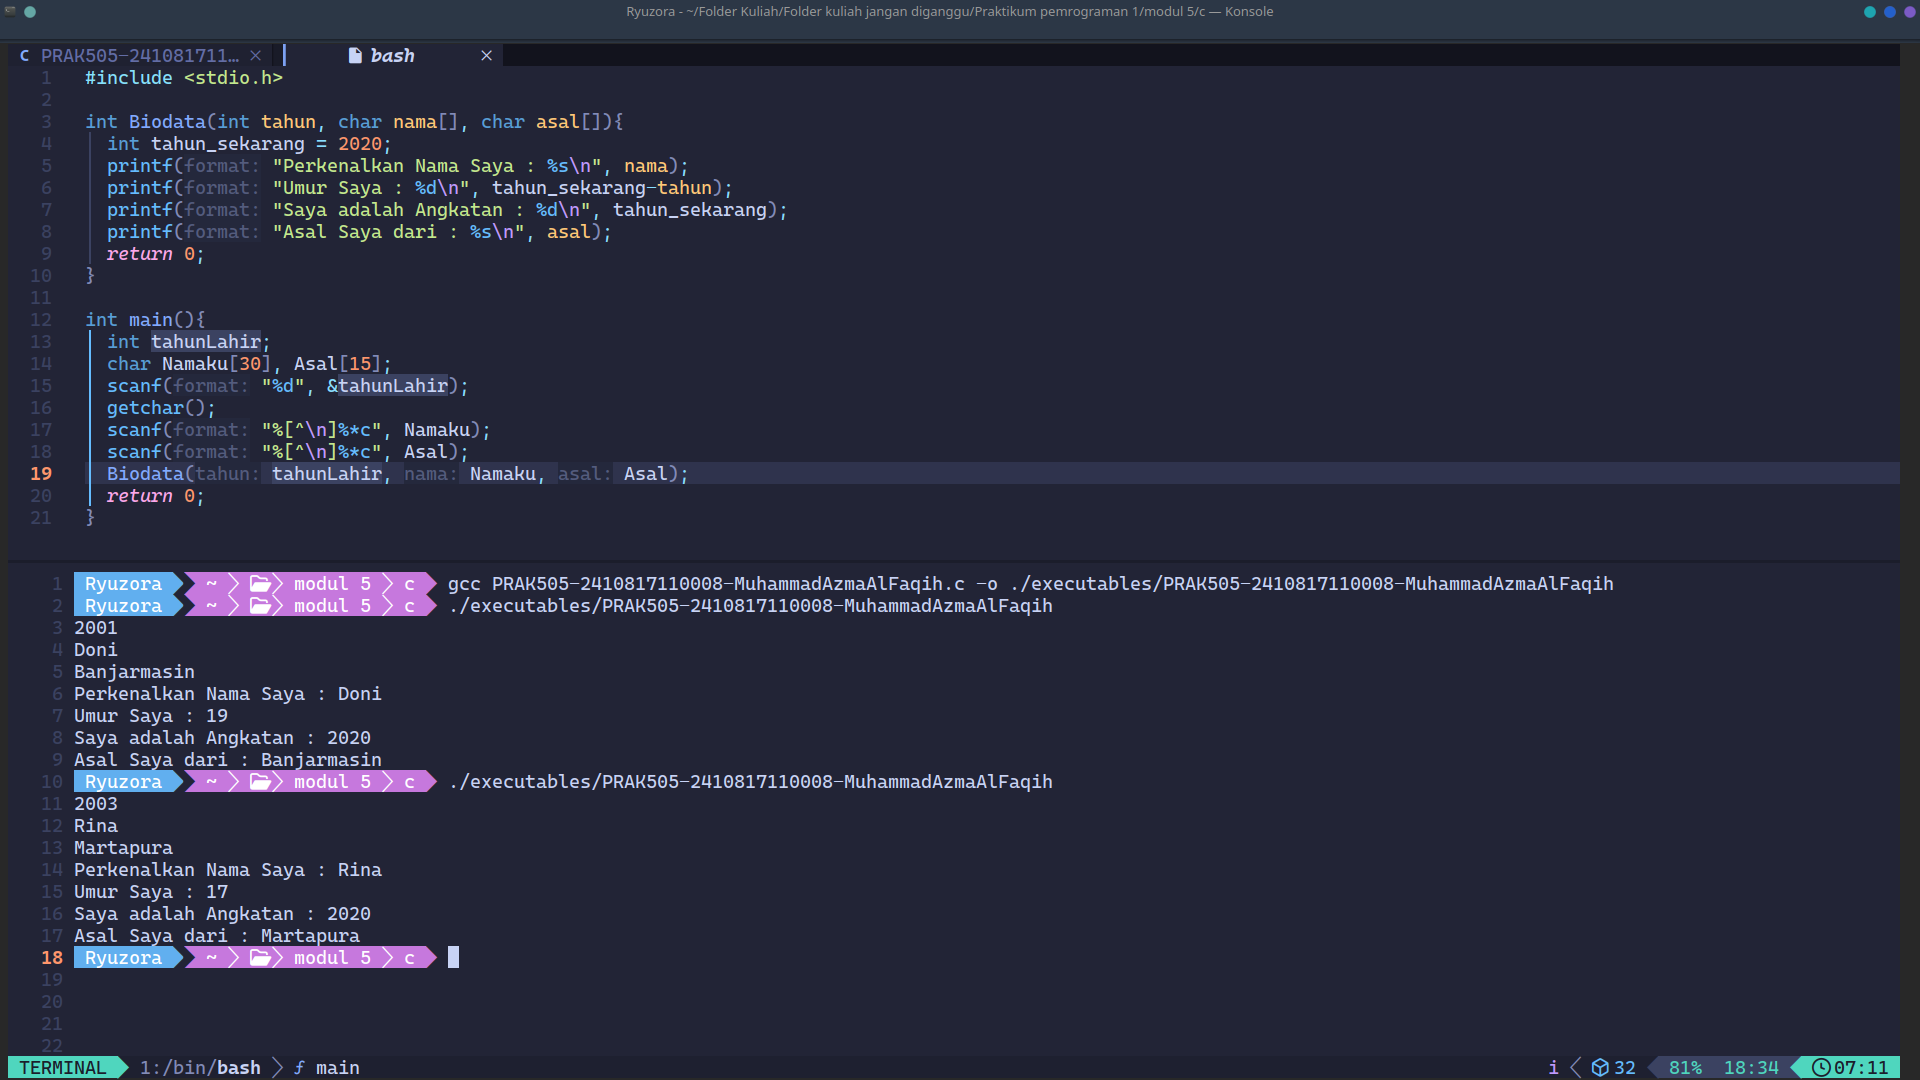 Ryuzora - ~/Folder Kuliah/Folder kuliah jangan diganggu/Praktikum pemrograman 1/modul 5/c — Konsole
C PRAK505-241081711... × bash ×
1 #include <stdio.h>
2
3 int Biodata(int tahun, char nama[], char asal[]){
4 int tahun_sekarang = 2020;
5 printf(format: "Perkenalkan Nama Saya : %s\n", nama);
6 printf(format: "Umur Saya : %d\n", tahun_sekarang-tahun);
7 printf(format: "Saya adalah Angkatan : %d\n", tahun_sekarang);
8 printf(format: "Asal Saya dari : %s\n", asal);
9 return 0;
10 }
11
12 int main(){
13 int tahunLahir;
14 char Namaku[30], Asal[15];
15 scanf(format: "%d", &tahunLahir);
16 getchar();
17 scanf(format: "%[^\n]%*c", Namaku);
18 scanf(format: "%[^\n]%*c", Asal);
19 Biodata(tahun: tahunLahir, nama: Namaku, asal: Asal);
20 return 0;
21 }
1 Ryuzora ~ modul 5 c gcc PRAK505-2410817110008-MuhammadAzmaAlFaqih.c -o ./executables/PRAK505-2410817110008-MuhammadAzmaAlFaqih
2 Ryuzora ~ modul 5 c ./executables/PRAK505-2410817110008-MuhammadAzmaAlFaqih
3 2001
4 Doni
5 Banjarmasin
6 Perkenalkan Nama Saya : Doni
7 Umur Saya : 19
8 Saya adalah Angkatan : 2020
9 Asal Saya dari : Banjarmasin
10 Ryuzora ~ modul 5 c ./executables/PRAK505-2410817110008-MuhammadAzmaAlFaqih
11 2003
12 Rina
13 Martapura
14 Perkenalkan Nama Saya : Rina
15 Umur Saya : 17
16 Saya adalah Angkatan : 2020
17 Asal Saya dari : Martapura
18 Ryuzora ~ modul 5 c
19
20
21
22
TERMINAL 1:/bin/bash f main i 32 81% 18:34 07:11